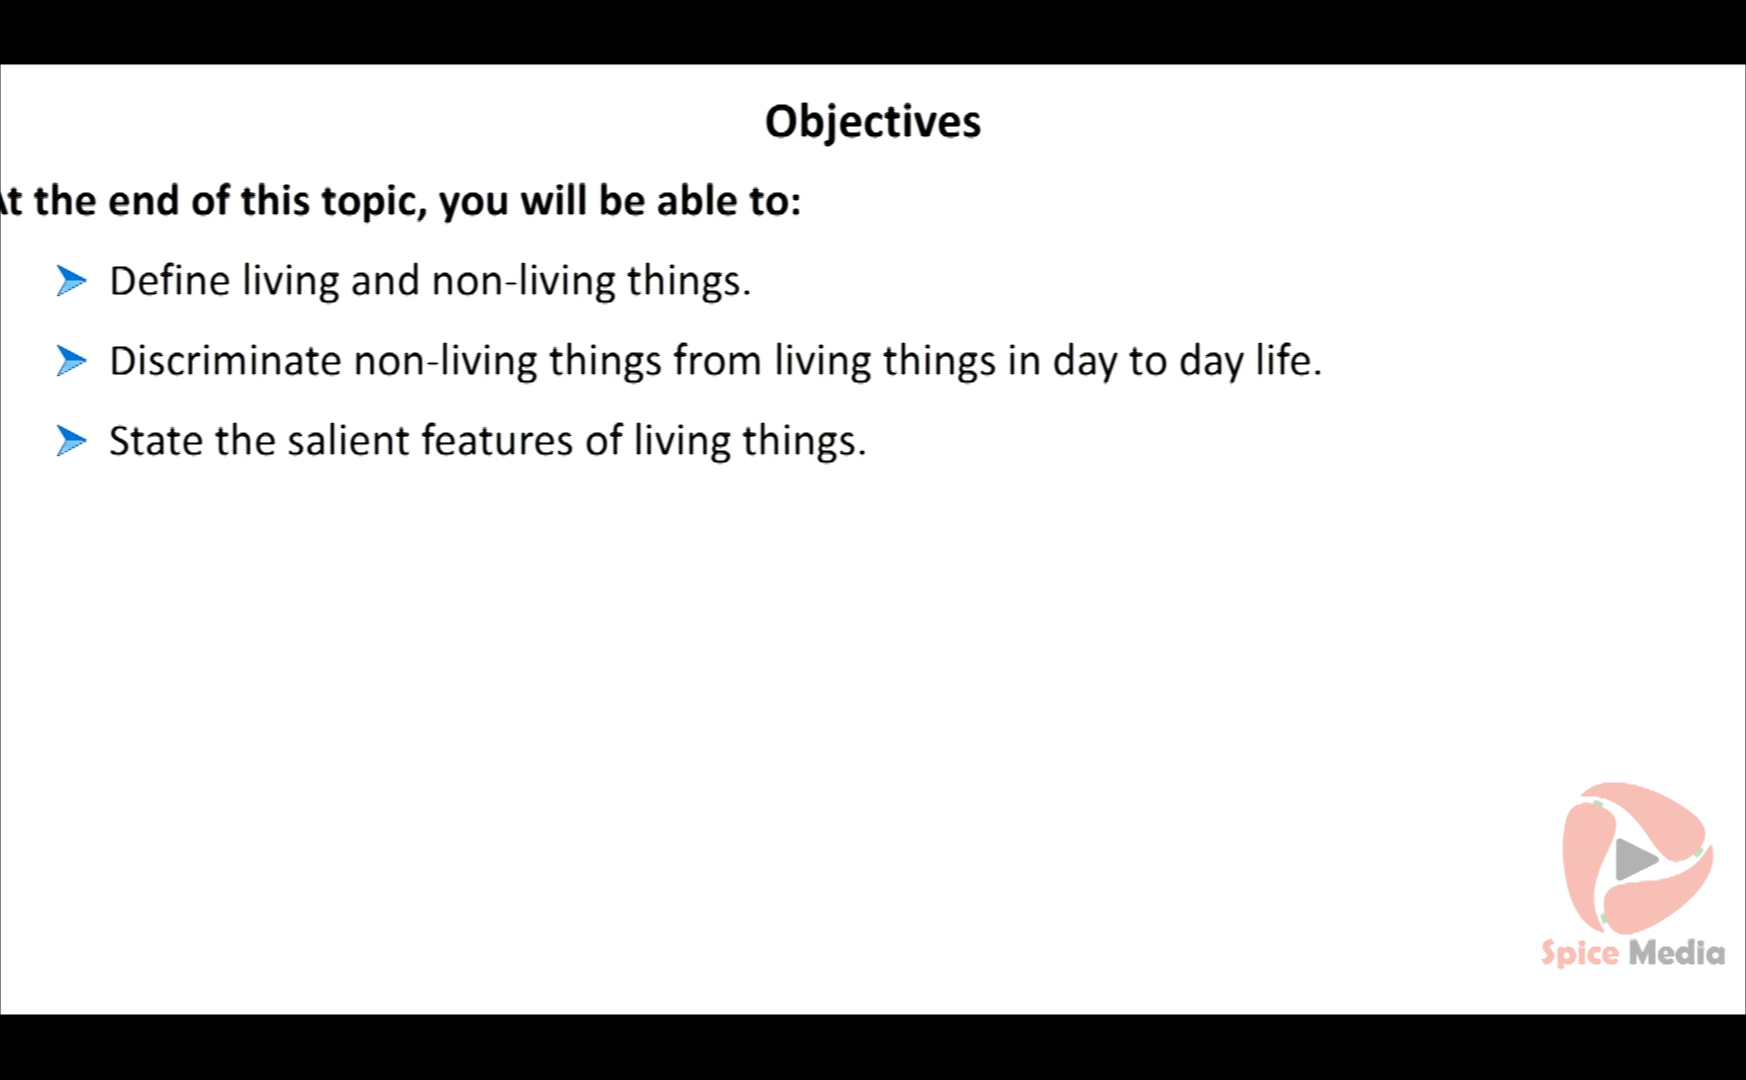 Objectives
At the end of this topic, you will be able to:
Define living and non-living things.
Discriminate non-living things from living things in day to day life.
State the salient features of living things.
Spice Media